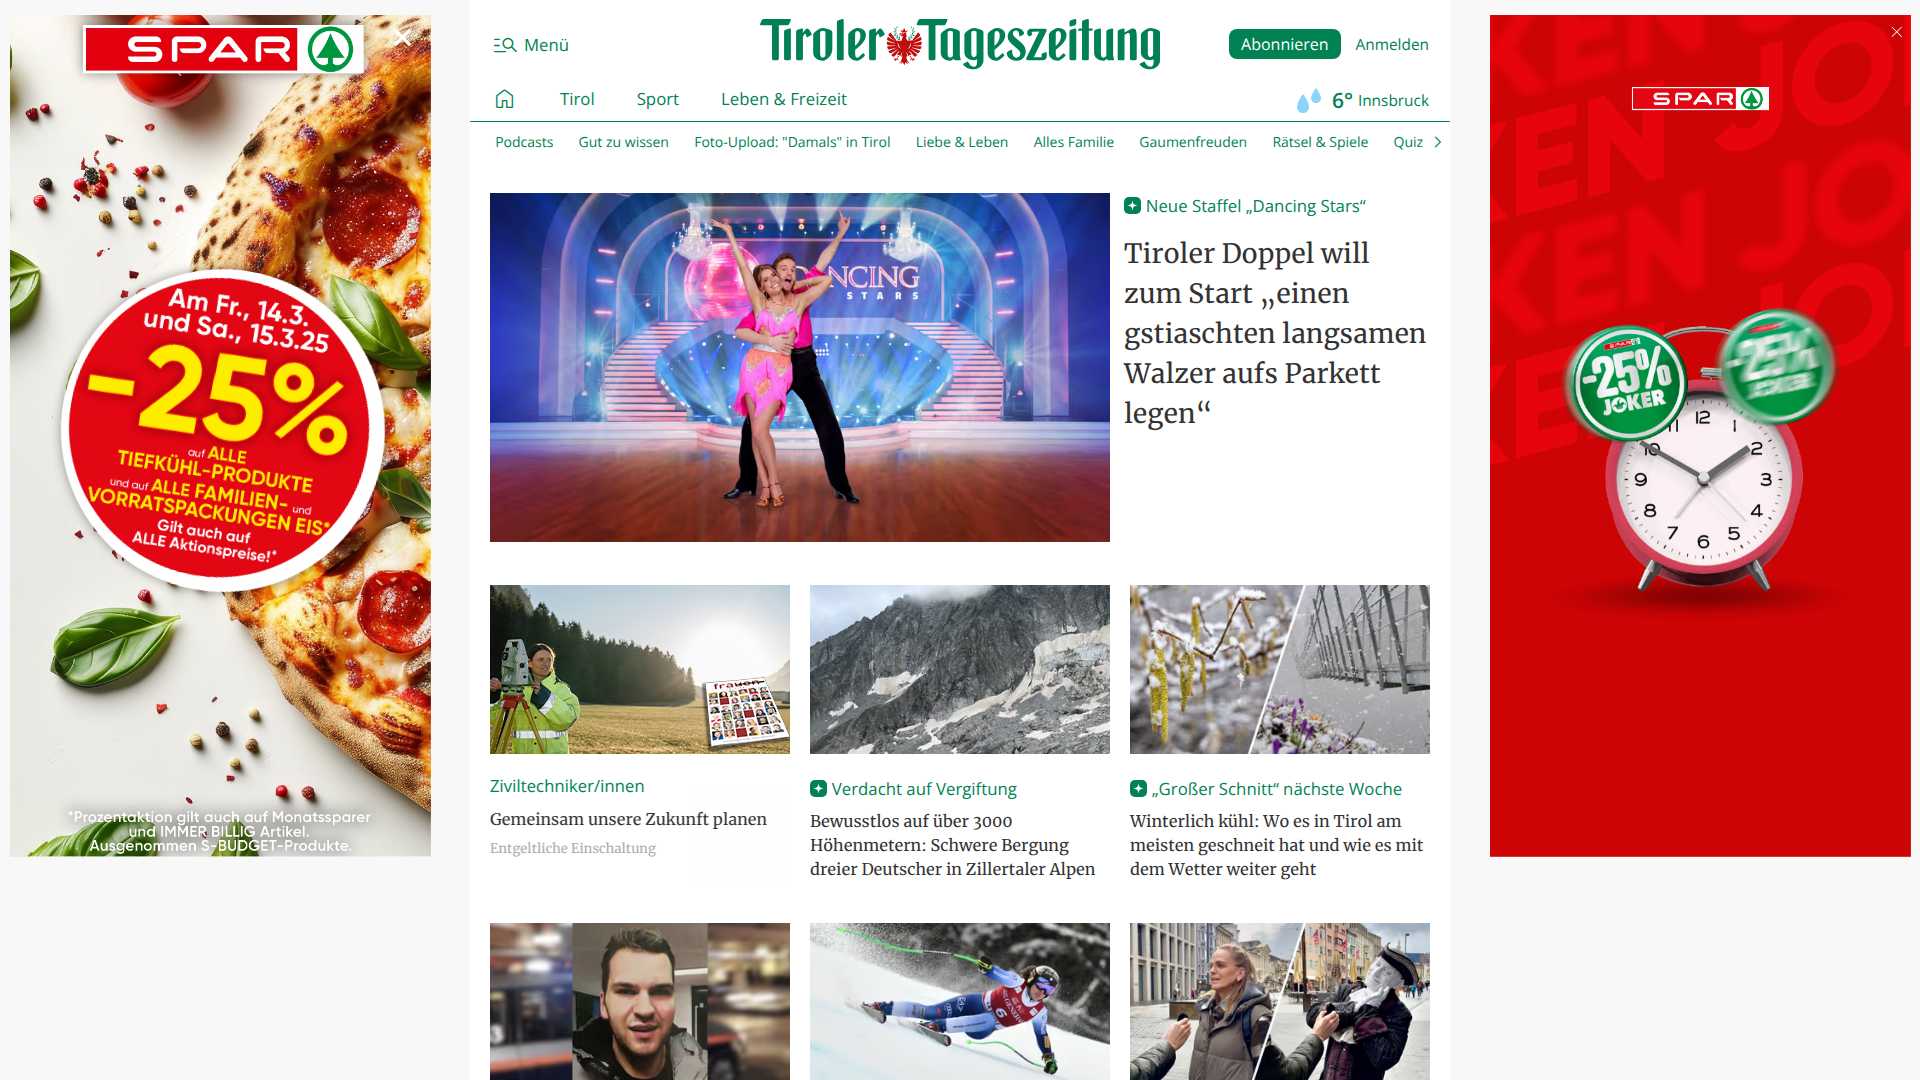 SPAR
Am Fr., 14.3.
und Sa., 15.3.25
-25%
auf ALLE
TIEFKÜHL-PRODUKTE
und auf ALLE FAMILIEN- und
VORRATSPACKUNGEN EIS*
Gilt auch auf
ALLE Aktionspreise!*
*Prozentaktion gilt auch auf Monatssparer
und IMMER BILLIG Artikel.
Ausgenommen S-BUDGET-Produkte.
Menü
Tiroler Tageszeitung
Abonnieren
Anmelden
Tirol
Sport
Leben & Freizeit
6° Innsbruck
Podcasts
Gut zu wissen
Foto-Upload: "Damals" in Tirol
Liebe & Leben
Alles Familie
Gaumenfreuden
Rätsel & Spiele
Quiz
DANCING
STARS
Neue Staffel „Dancing Stars“
Tiroler Doppel will
zum Start „einen
gstiaschten langsamen
Walzer aufs Parkett
legen“
frauen
Ziviltechniker/innen
Gemeinsam unsere Zukunft planen
Entgeltliche Einschaltung
Verdacht auf Vergiftung
Bewusstlos auf über 3000
Höhenmetern: Schwere Bergung
dreier Deutscher in Zillertaler Alpen
„Großer Schnitt“ nächste Woche
Winterlich kühl: Wo es in Tirol am
meisten geschneit hat und wie es mit
dem Wetter weiter geht
6
SPAR
-25%
JOKER
25%
JOKER
12
1
2
3
4
5
6
7
8
9
10
11